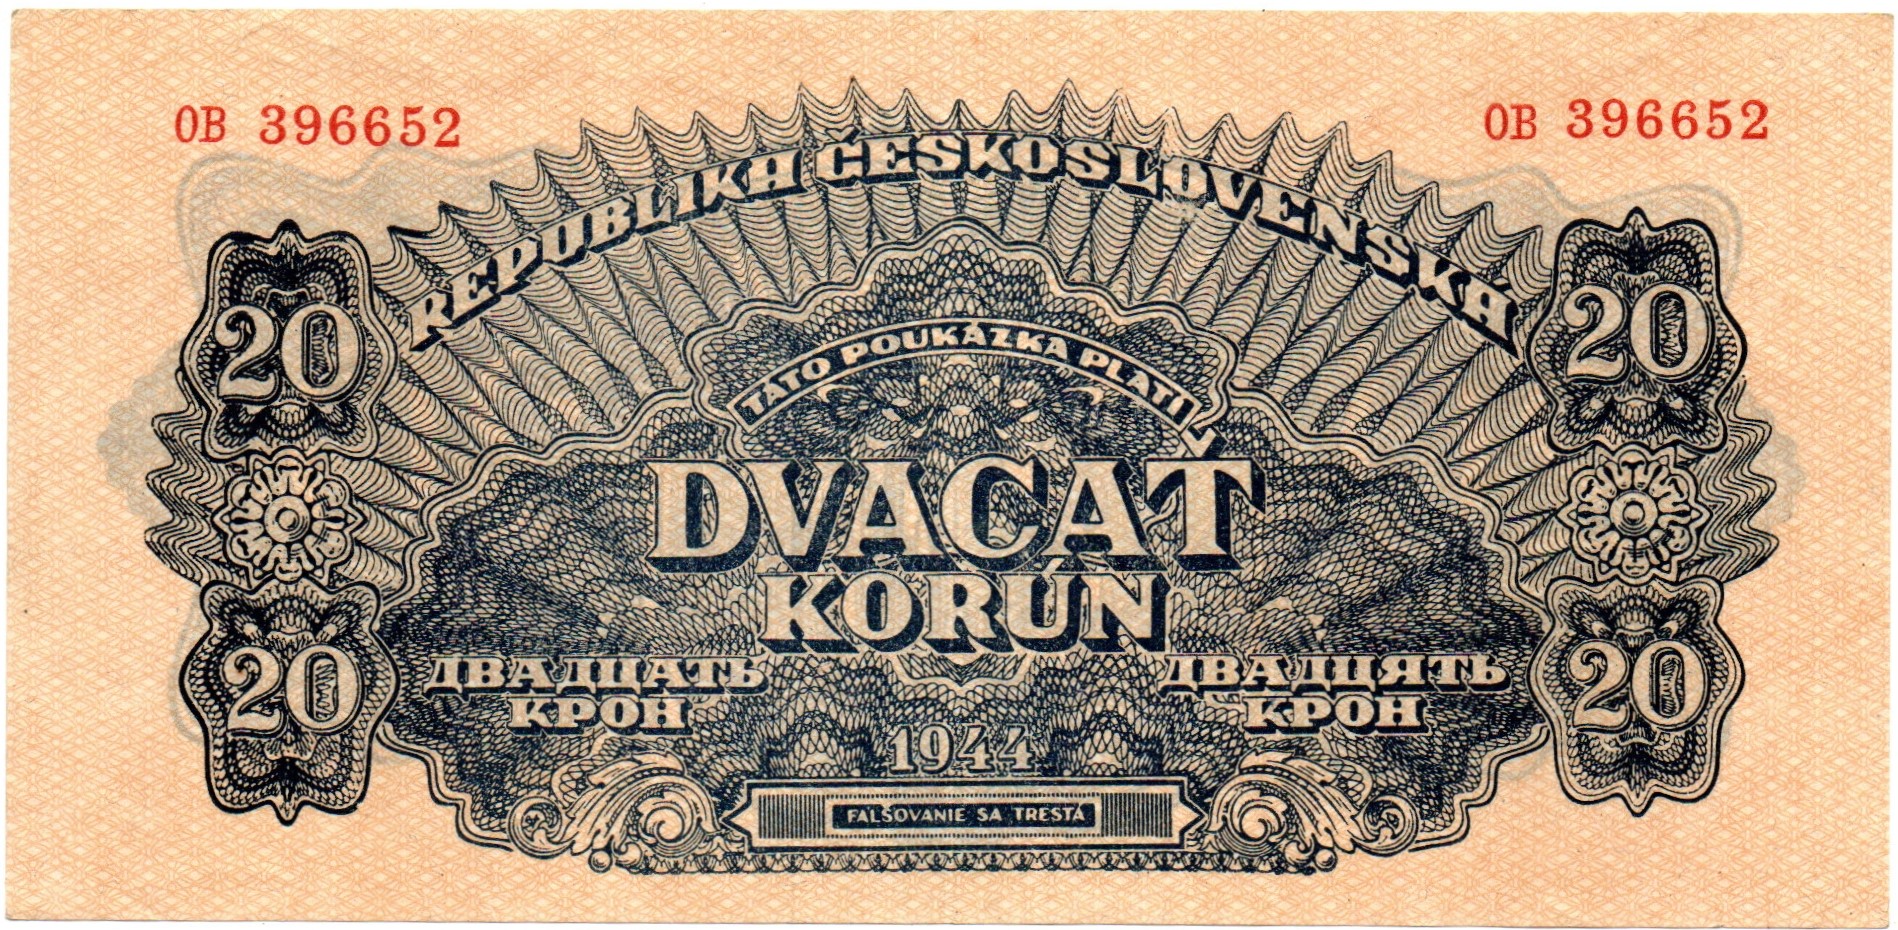 OB 396652
OB 396652
REPUBLIKA ČESKOSLOVENSKÁ
20
20
TÁTO POUKÁZKA PLATÍ
DVACAŤ
KORÚN
ДВАДЦАТЬ
КРОН
ДВАДЦЯТЬ
КРОН
20
20
1944
FALŠOVANIE SA TRESTÁ